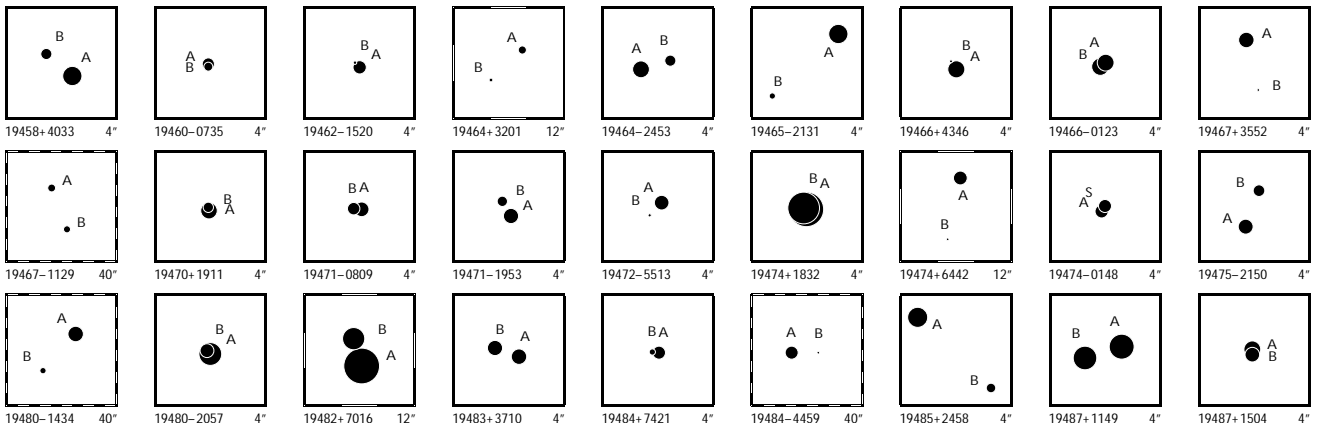 B A
19458+4033 4"
A B
19460–0735 4"
B A
19462–1520 4"
A B
19464+3201 12"
A B
19464–2453 4"
A B
19465–2131 4"
B A
19466+4346 4"
A B
19466–0123 4"
A B
19467+3552 4"
A B
19467–1129 40"
B A
19470+1911 4"
B A
19471–0809 4"
B A
19471–1953 4"
A B
19472–5513 4"
B A
19474+1832 4"
A B
19474+6442 12"
S A
19474–0148 4"
B A
19475–2150 4"
A B
19480–1434 40"
B A
19480–2057 4"
B A
19482+7016 12"
B A
19483+3710 4"
B A
19484+7421 4"
A B
19484–4459 40"
A B
19485+2458 4"
B A
19487+1149 4"
A B
19487+1504 4"